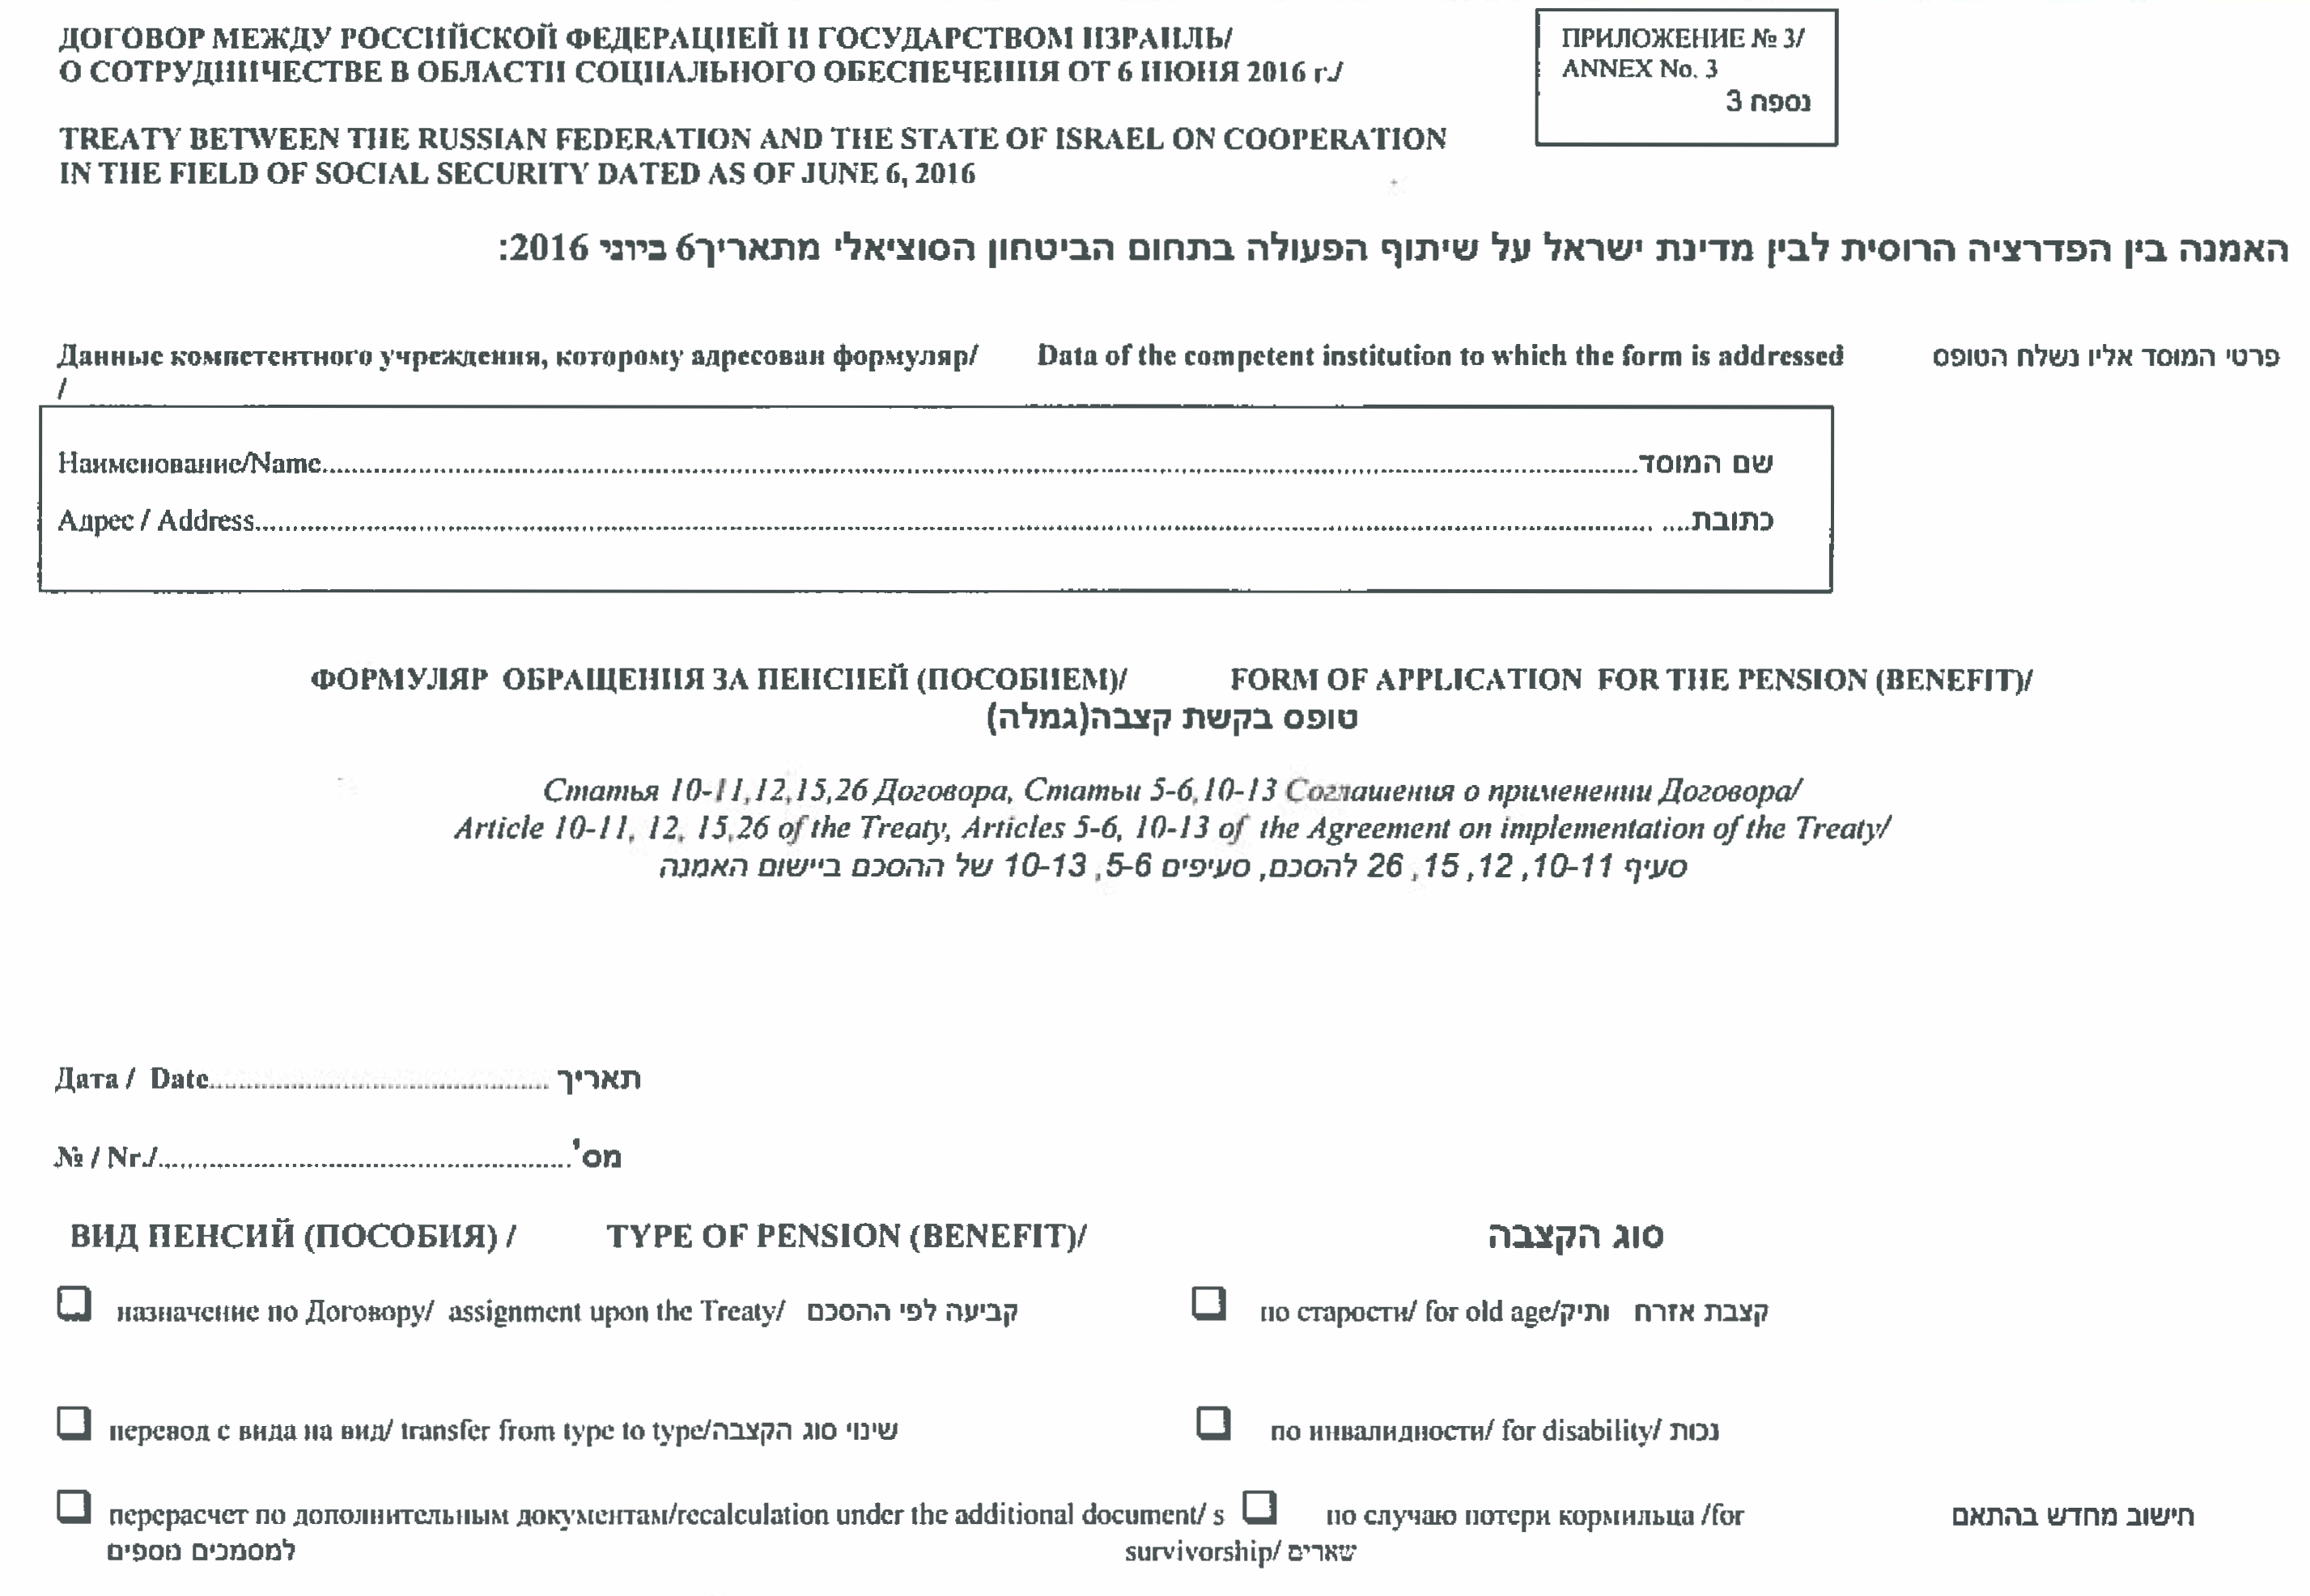 ДОГОВОР МЕЖДУ РОССИЙСКОЙ ФЕДЕРАЦИЕЙ И ГОСУДАРСТВОМ ИЗРАИЛЬ/
О СОТРУДНИЧЕСТВЕ В ОБЛАСТИ СОЦИАЛЬНОГО ОБЕСПЕЧЕНИЯ ОТ 6 ИЮНЯ 2016 г./
ПРИЛОЖЕНИЕ № 3/
ANNEX No. 3
נספח 3
TREATY BETWEEN THE RUSSIAN FEDERATION AND THE STATE OF ISRAEL ON COOPERATION
IN THE FIELD OF SOCIAL SECURITY DATED AS OF JUNE 6, 2016
האמנה בין הפדרציה הרוסית לבין מדינת ישראל על שיתוף הפעולה בתחום הביטחון הסוציאלי מתאריך6 ביוני 2016:
Данные компетентного учреждения, которому адресован формуляр/ Data of the competent institution to which the form is addressed פרטי המוסד אליו נשלח הטופס
/
Наименование/Name....................שם המוסד
Адрес / Address.................... ....כתובת
ФОРМУЛЯР ОБРАЩЕНИЯ ЗА ПЕНСИЕЙ (ПОСОБИЕМ)/ FORM OF APPLICATION FOR THE PENSION (BENEFIT)/
טופס בקשת קצבה(גמלה)
Статья 10-11,12,15,26 Договора, Статьи 5-6,10-13 Соглашения о применении Договора/
Article 10-11, 12, 15,26 of the Treaty, Articles 5-6, 10-13 of the Agreement on implementation of the Treaty/
סעיף 10-11, 12, 15, 26 להסכם, סעיפים 5-6, 10-13 של ההסכם ביישום האמנה
Дата / Date.................... תאריך
№ / Nr./....................מס'
ВИД ПЕНСИЙ (ПОСОБИЯ) / TYPE OF PENSION (BENEFIT)/ סוג הקצבה
назначение по Договору/ assignment upon the Treaty/ קביעה לפי ההסכם
по старости/ for old age/קצבת אזרח ותיק
перевод с вида на вид/ transfer from type to type/שינוי סוג הקצבה
по инвалидности/ for disability/ נכות
перерасчет по дополнительным документам/recalculation under the additional document/ s
по случаю потери кормильца /for
חישוב מחדש בהתאם
למסמכים נוספים
survivorship/ שארים